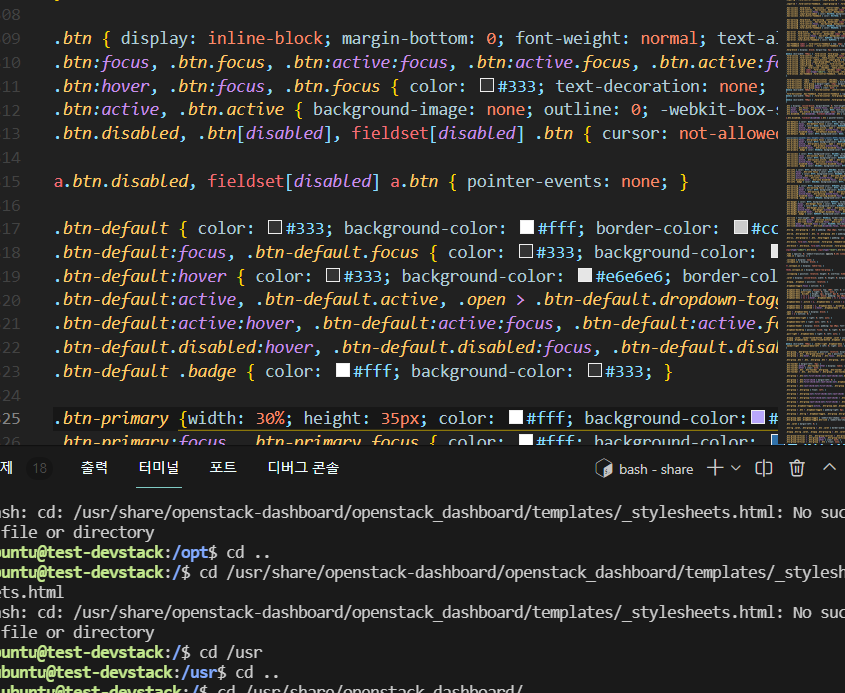 08
09 .btn { display: inline-block; margin-bottom: 0; font-weight: normal; text-al
10 .btn:focus, .btn.focus, .btn:active:focus, .btn:active.focus, .btn.active:fo
11 .btn:hover, .btn:focus, .btn.focus { color: #333; text-decoration: none;
12 .btn:active, .btn.active { background-image: none; outline: 0; -webkit-box-s
13 .btn.disabled, .btn[disabled], fieldset[disabled] .btn { cursor: not-allowed
14
15 a.btn.disabled, fieldset[disabled] a.btn { pointer-events: none; }
16
17 .btn-default { color: #333; background-color: #fff; border-color: #cc
18 .btn-default:focus, .btn-default.focus { color: #333; background-color:
19 .btn-default:hover { color: #333; background-color: #e6e6e6; border-col
20 .btn-default:active, .btn-default.active, .open > .btn-default.dropdown-togg
21 .btn-default:active:hover, .btn-default:active:focus, .btn-default:active.fo
22 .btn-default.disabled:hover, .btn-default.disabled:focus, .btn-default.disab
23 .btn-default .badge { color: #fff; background-color: #333; }
24
25 .btn-primary {width: 30%; height: 35px; color: #fff; background-color: #
26 .btn-primary:focus, .btn-primary.focus { color: #fff; background-color:
제 18 출력 터미널 포트 디버그 콘솔 bash - share
ash: cd: /usr/share/openstack-dashboard/openstack_dashboard/templates/_stylesheets.html: No suc
file or directory
buntu@test-devstack:/opt$ cd ..
buntu@test-devstack:/$ cd /usr/share/openstack-dashboard/openstack_dashboard/templates/_stylesh
ets.html
ash: cd: /usr/share/openstack-dashboard/openstack_dashboard/templates/_stylesheets.html: No suc
file or directory
buntu@test-devstack:/$ cd /usr
ubuntu@test-devstack:/usr$ cd ..
ubuntu@test-devstack:/$ cd /usr/share/openstack-dashboard/